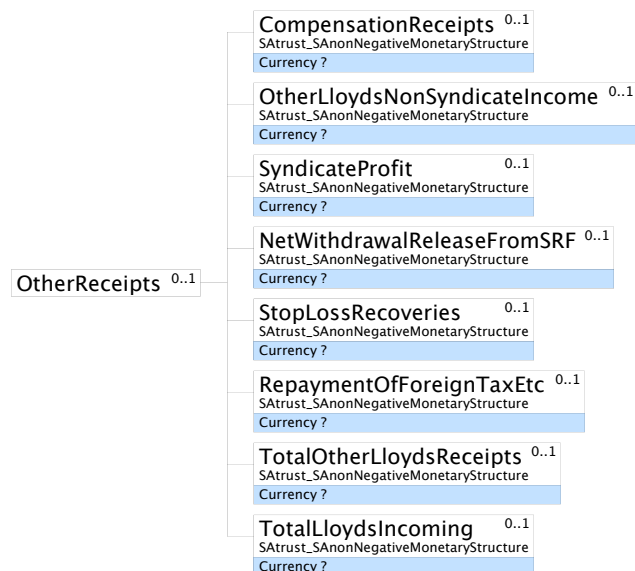 CompensationReceipts 0..1
SAtrust_SAnonNegativeMonetaryStructure
Currency ?
OtherLloydsNonSyndicateIncome 0..1
SAtrust_SAnonNegativeMonetaryStructure
Currency ?
SyndicateProfit 0..1
SAtrust_SAnonNegativeMonetaryStructure
Currency ?
NetWithdrawalReleaseFromSRF 0..1
SAtrust_SAnonNegativeMonetaryStructure
Currency ?
OtherReceipts 0..1
StopLossRecoveries 0..1
SAtrust_SAnonNegativeMonetaryStructure
Currency ?
RepaymentOfForeignTaxEtc 0..1
SAtrust_SAnonNegativeMonetaryStructure
Currency ?
TotalOtherLloydsReceipts 0..1
SAtrust_SAnonNegativeMonetaryStructure
Currency ?
TotalLloydsIncoming 0..1
SAtrust_SAnonNegativeMonetaryStructure
Currency ?